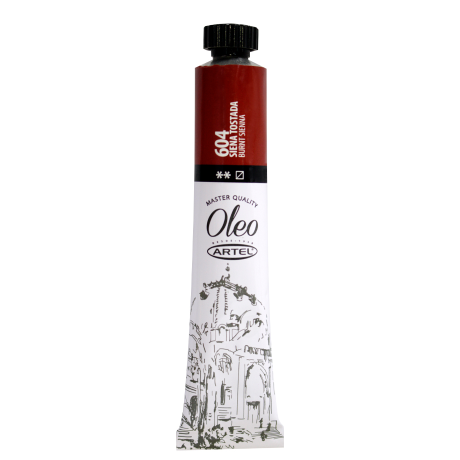 604
SIENA TOSTADA
BURNT SIENNA
**
MASTER QUALITY
Oleo
ARTEL